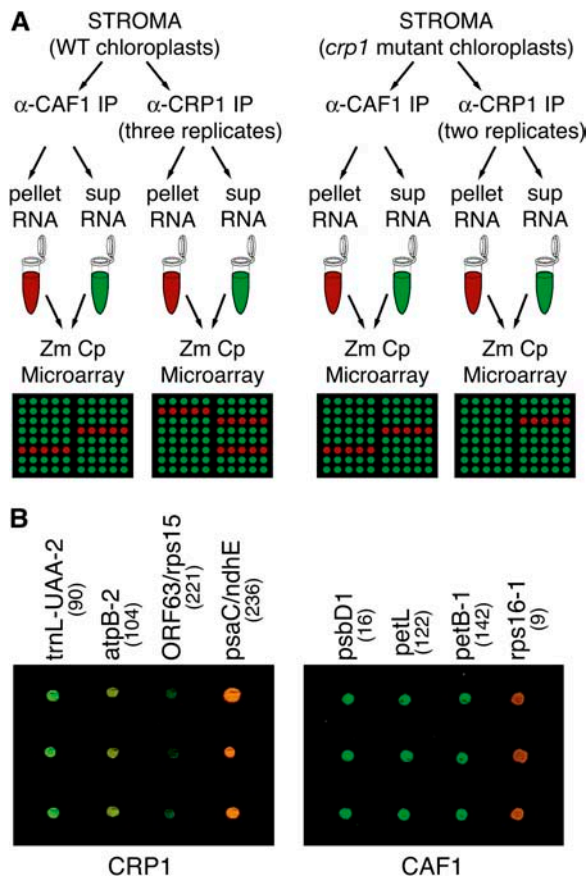 A
STROMA
(WT chloroplasts)
STROMA
(crp1 mutant chloroplasts)
α-CAF1 IP
α-CRP1 IP
(three replicates)
α-CAF1 IP
α-CRP1 IP
(two replicates)
pellet RNA
sup RNA
pellet RNA
sup RNA
pellet RNA
sup RNA
pellet RNA
sup RNA
Zm Cp
Microarray
Zm Cp
Microarray
Zm Cp
Microarray
Zm Cp
Microarray
B
trnL-UAA-2
(90)
atpB-2
(104)
ORF63/rps15
(221)
psaC/ndhE
(236)
psbD1
(16)
petL
(122)
petB-1
(142)
rps16-1
(9)
CRP1
CAF1